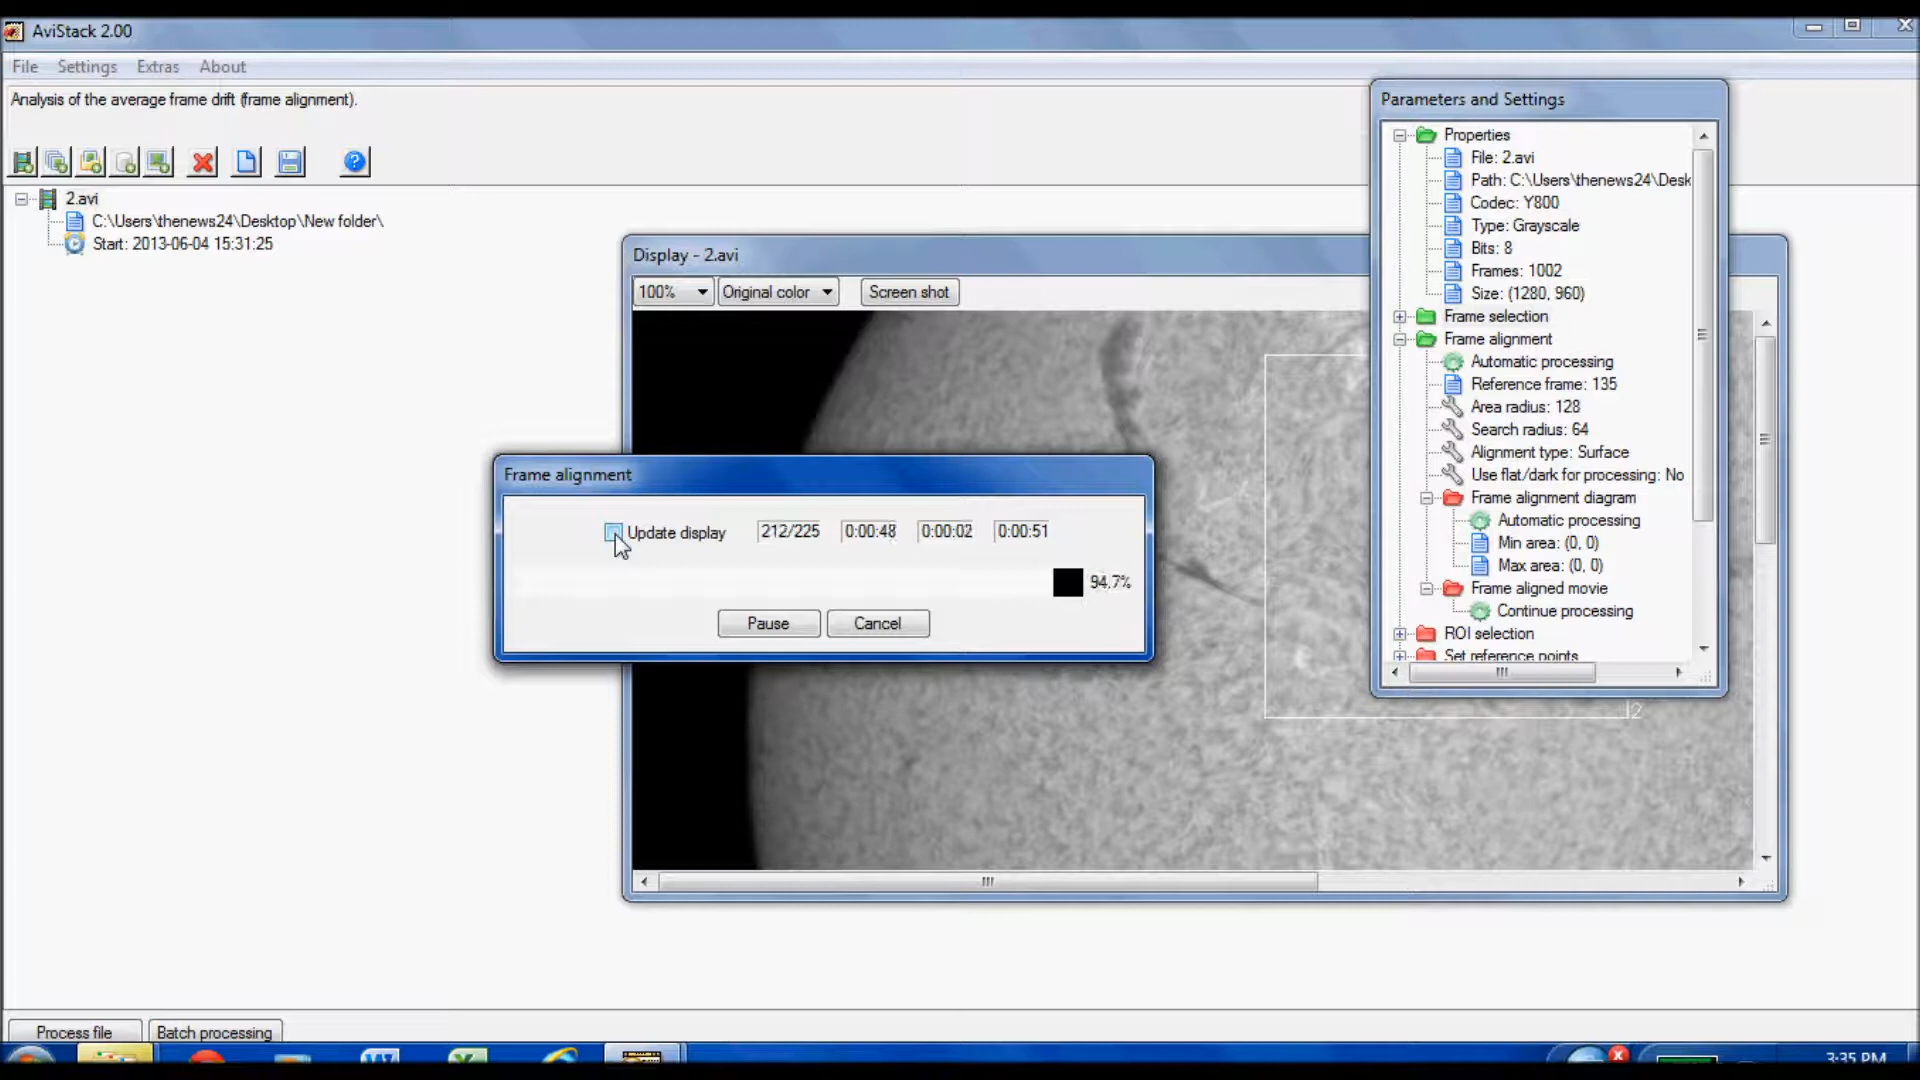 AviStack 2.00
File Settings Extras About
Analysis of the average frame drift (frame alignment).
2.avi
C:\Users\thenews24\Desktop\New folder\
Start: 2013-06-04 15:31:25
Display - 2.avi
100% Original color Screen shot
2
Frame alignment
Update display 212/225 0:00:48 0:00:02 0:00:51
94.7%
Pause Cancel
Parameters and Settings
Properties
File: 2.avi
Path: C:\Users\thenews24\Desk
Codec: Y800
Type: Grayscale
Bits: 8
Frames: 1002
Size: (1280, 960)
Frame selection
Frame alignment
Automatic processing
Reference frame: 135
Area radius: 128
Search radius: 64
Alignment type: Surface
Use flat/dark for processing: No
Frame alignment diagram
Automatic processing
Min area: (0, 0)
Max area: (0, 0)
Frame aligned movie
Continue processing
ROI selection
Set reference points
Process file Batch processing
3:35 PM